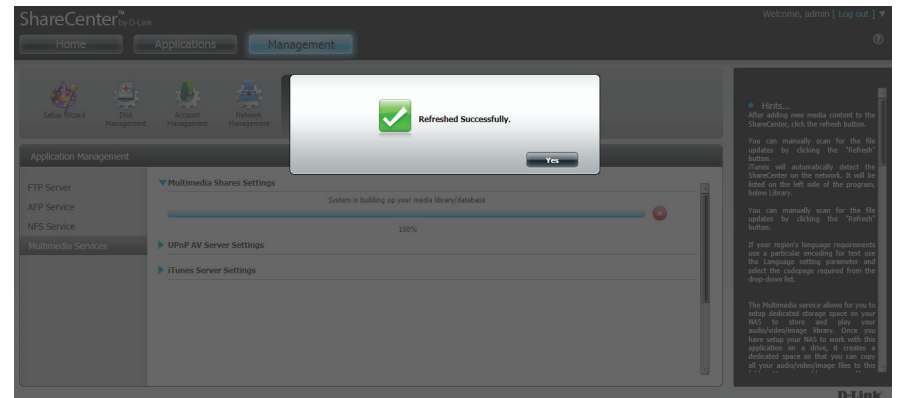 ShareCenter™ by D-Link
Welcome, admin [ Log out ]
Home
Applications
Management
Setup Wizard
Disk Management
Account Management
Network Management
Refreshed Successfully.
Yes
Application Management
FTP Server
AFP Service
NFS Service
Multimedia Services
Multimedia Shares Settings
System is building up your media library/database
100%
UPnP AV Server Settings
iTunes Server Settings
Hints...
After adding new media content to the
ShareCenter, click the refresh button.
You can manually scan for the file
updates by clicking the "Refresh"
button.
iTunes will automatically detect the
ShareCenter on the network. It will be
listed on the left side of the program,
below Library.
You can manually scan for the file
updates by clicking the "Refresh"
button.
If your region's language requirements
use a particular encoding for text use
the Language setting parameter and
select the codepage required from the
drop-down list.
The Multimedia service allows for you to
setup dedicated storage space on your
NAS to store and play your
audio/video/image library. Once you
have setup your NAS to work with this
application on a drive, it creates a
dedicated space so that you can copy
all your audio/video/image files to this
D-Link